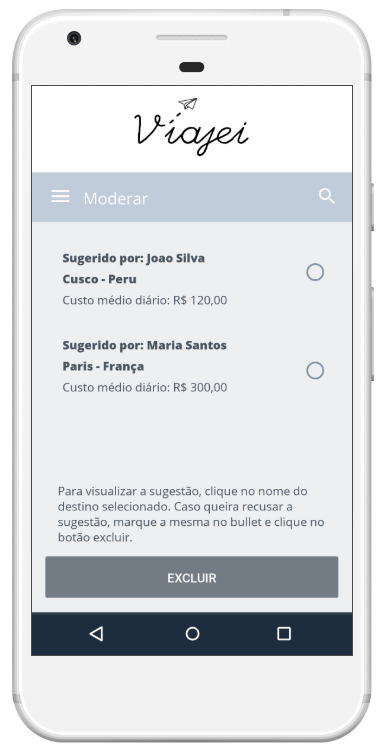 Viajei
Moderar
Sugerido por: Joao Silva
Cusco - Peru
Custo médio diário: R$ 120,00
Sugerido por: Maria Santos
Paris - França
Custo médio diário: R$ 300,00
Para visualizar a sugestão, clique no nome do
destino selecionado. Caso queira recusar a
sugestão, marque a mesma no bullet e clique no
botão excluir.
EXCLUIR